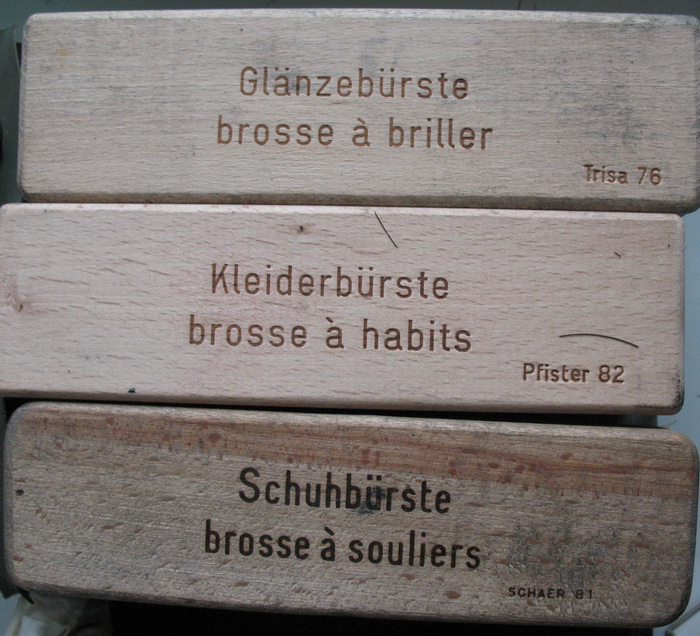 Glänzebürste
brosse à briller
Trisa 76
Kleiderbürste
brosse à habits
Pfister 82
Schuhbürste
brosse à souliers
SCHAER 81